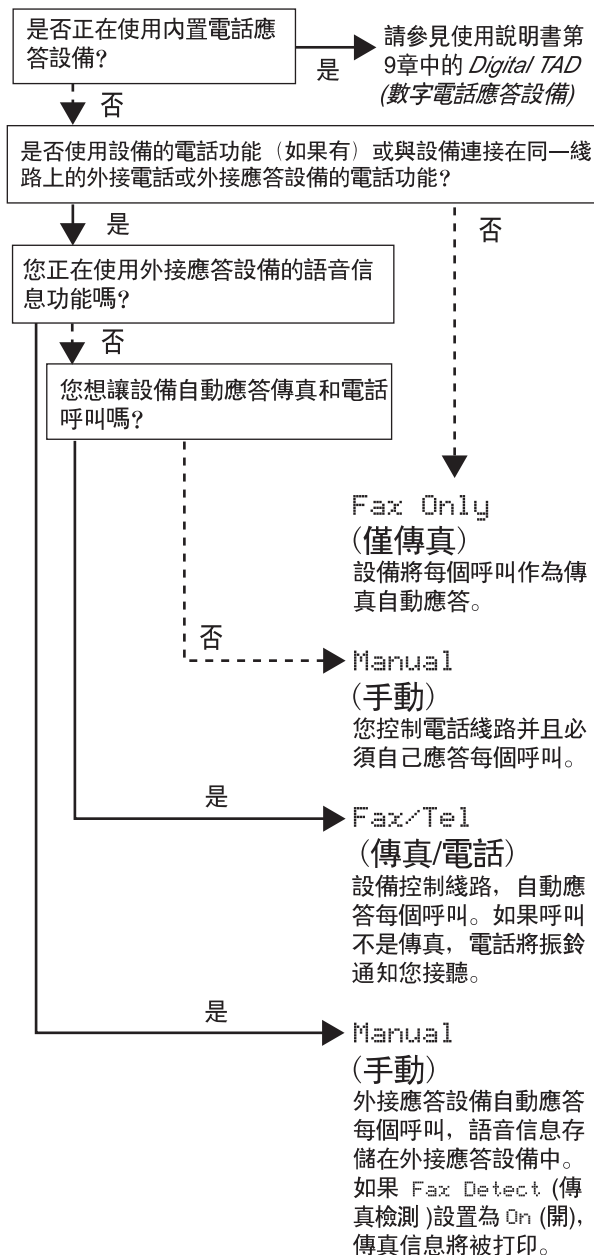 是否正在使用内置電話應
答設備?
是
請參見使用說明書第
9章中的 Digital TAD
(數字電話應答設備)
否
是否使用設備的電話功能（如果有）或與設備連接在同一綫
路上的外接電話或外接應答設備的電話功能?
是
否
您正在使用外接應答設備的語音信
息功能嗎?
否
您想讓設備自動應答傳真和電話
呼叫嗎?
Fax Only
(僅傳真)
設備將每個呼叫作為傳
真自動應答。
否
Manual
(手動)
您控制電話綫路并且必
須自己應答每個呼叫。
是
Fax/Tel
(傳真/電話)
設備控制綫路，自動應
答每個呼叫。如果呼叫
不是傳真，電話將振鈴
通知您接聽。
是
Manual
(手動)
外接應答設備自動應答
每個呼叫，語音信息存
儲在外接應答設備中。
如果 Fax Detect (傳
真檢測 )設置為 On (開),
傳真信息將被打印。